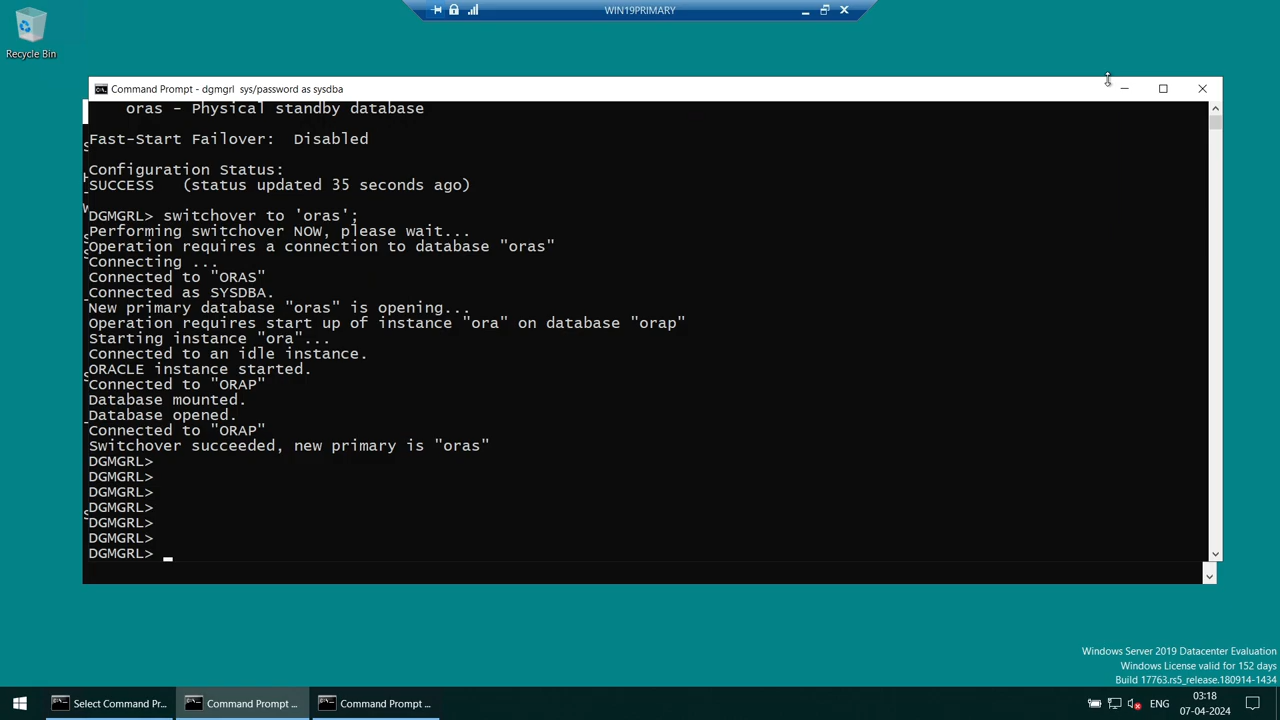 WIN19PRIMARY
Recycle Bin
Command Prompt - dgmgrl  sys/password as sysdba
oras - Physical standby database
Fast-Start Failover:  Disabled
Configuration Status:
SUCCESS   (status updated 35 seconds ago)
DGMGRL> switchover to 'oras';
Performing switchover NOW, please wait...
Operation requires a connection to database "oras"
Connecting ...
Connected to "ORAS"
Connected as SYSDBA.
New primary database "oras" is opening...
Operation requires start up of instance "ora" on database "orap"
Starting instance "ora"...
Connected to an idle instance.
ORACLE instance started.
Connected to "ORAP"
Database mounted.
Database opened.
Connected to "ORAP"
Switchover succeeded, new primary is "oras"
DGMGRL>
DGMGRL>
DGMGRL>
DGMGRL>
DGMGRL>
DGMGRL>
DGMGRL>
Windows Server 2019 Datacenter Evaluation
Windows License valid for 152 days
Build 17763.rs5_release.180914-1434
Select Command Pr...
Command Prompt ...
Command Prompt ...
ENG
03:18
07-04-2024